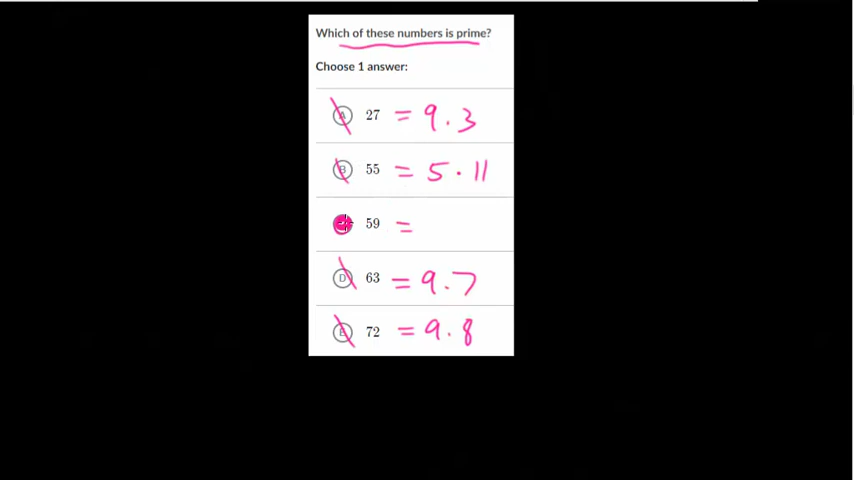 Which of these numbers is prime?
Choose 1 answer:
A 27 = 9.3
B 55 = 5 · 11
59 =
D 63 = 9.7
E 72 = 9.8